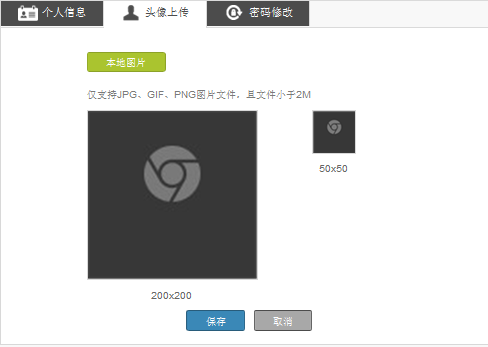 个人信息 头像上传 密码修改
本地图片
仅支持JPG、GIF、PNG图片文件，且文件小于2M
50x50
200x200
保存 取消